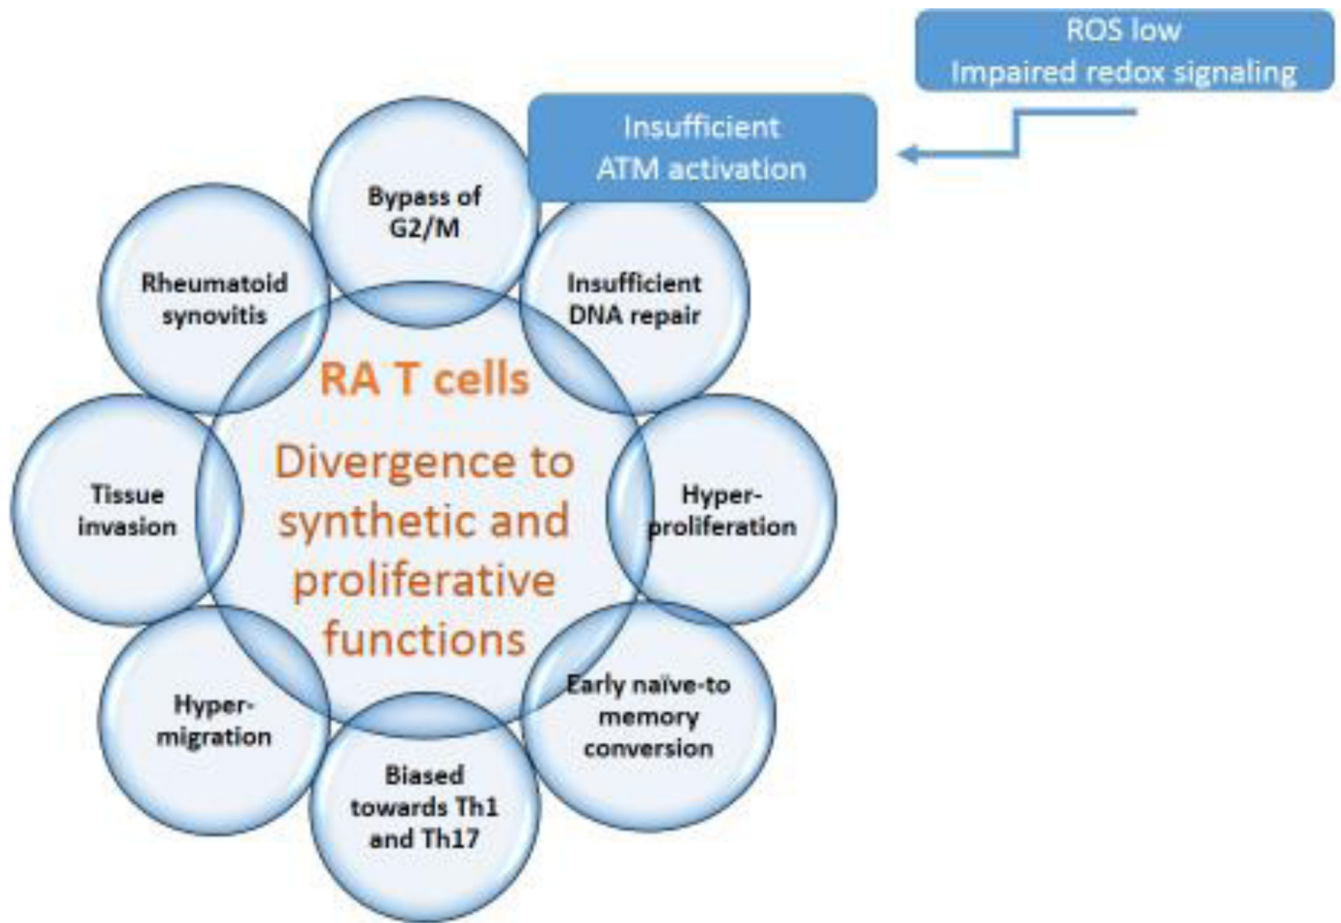 ROS low
Impaired redox signaling
Insufficient
ATM activation
Bypass of
G2/M
Insufficient
DNA repair
Hyper-
proliferation
Early naïve-to
memory
conversion
Biased
towards Th1
and Th17
Hyper-
migration
Tissue
invasion
Rheumatoid
synovitis
RA T cells
Divergence to
synthetic and
proliferative
functions